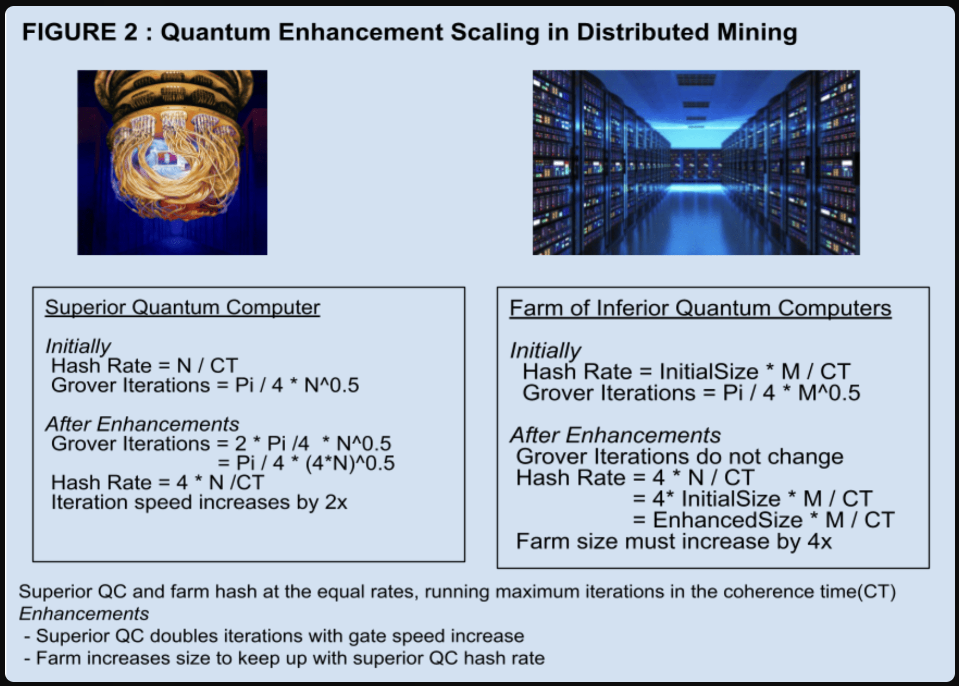 FIGURE 2 : Quantum Enhancement Scaling in Distributed Mining
Superior Quantum Computer
Initially
Hash Rate = N / CT
Grover Iterations = Pi / 4 * N^0.5
After Enhancements
Grover Iterations = 2 * Pi /4 * N^0.5
= Pi / 4 * (4*N)^0.5
Hash Rate = 4 * N /CT
Iteration speed increases by 2x
Farm of Inferior Quantum Computers
Initially
Hash Rate = InitialSize * M / CT
Grover Iterations = Pi / 4 * M^0.5
After Enhancements
Grover Iterations do not change
Hash Rate = 4 * N / CT
= 4* InitialSize * M / CT
= EnhancedSize * M / CT
Farm size must increase by 4x
Superior QC and farm hash at the equal rates, running maximum iterations in the coherence time(CT)
Enhancements
- Superior QC doubles iterations with gate speed increase
- Farm increases size to keep up with superior QC hash rate